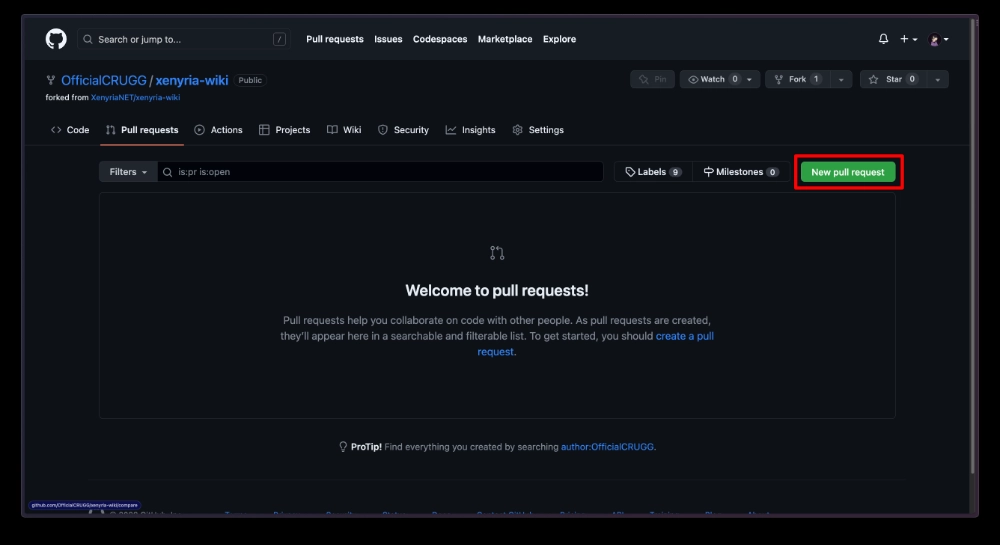 Search or jump to... /
Pull requests Issues Codespaces Marketplace Explore
OfficialCRUGG / xenyria-wiki Public
Pin Watch 0 Fork 1 Star 0
forked from XenyriaNET/xenyria-wiki
Code Pull requests Actions Projects Wiki Security Insights Settings
Filters is:pr is:open Labels 9 Milestones 0 New pull request
Welcome to pull requests!
Pull requests help you collaborate on code with other people. As pull requests are created,
they'll appear here in a searchable and filterable list. To get started, you should create a pull
request.
ProTip! Find everything you created by searching author:OfficialCRUGG.
github.com/OfficialCRUGG/xenyria-wiki/compare